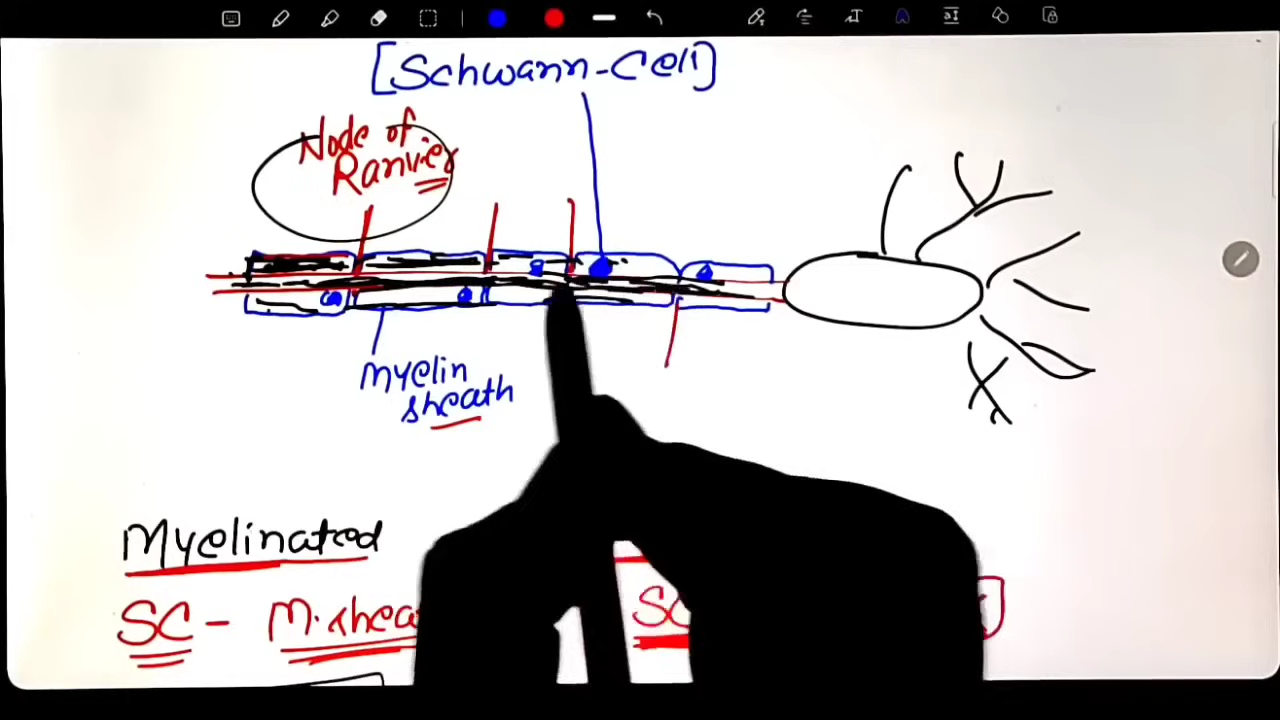 [Schwann-Cell]
Node of
Ranvier
myelin
sheath
Myelinated
SC - M.shea
SC